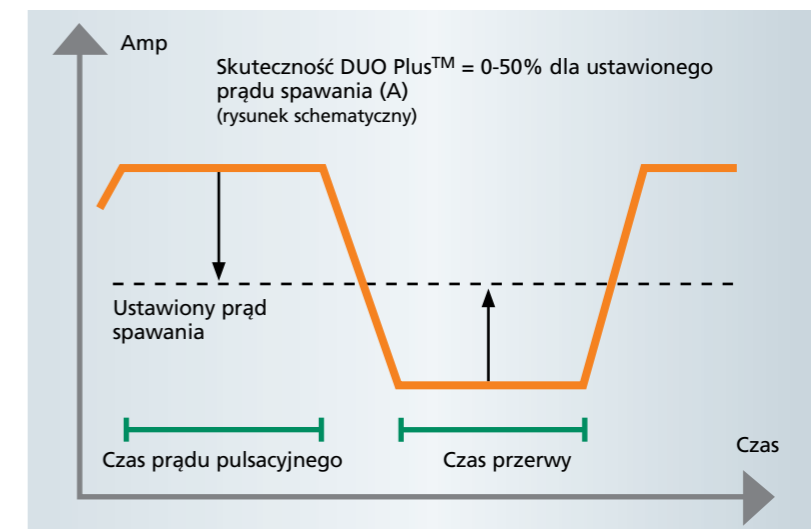 Amp
Skuteczność DUO Plus™ = 0-50% dla ustawionego
prądu spawania (A)
(rysunek schematyczny)
Ustawiony prąd
spawania
Czas prądu pulsacyjnego
Czas przerwy
Czas